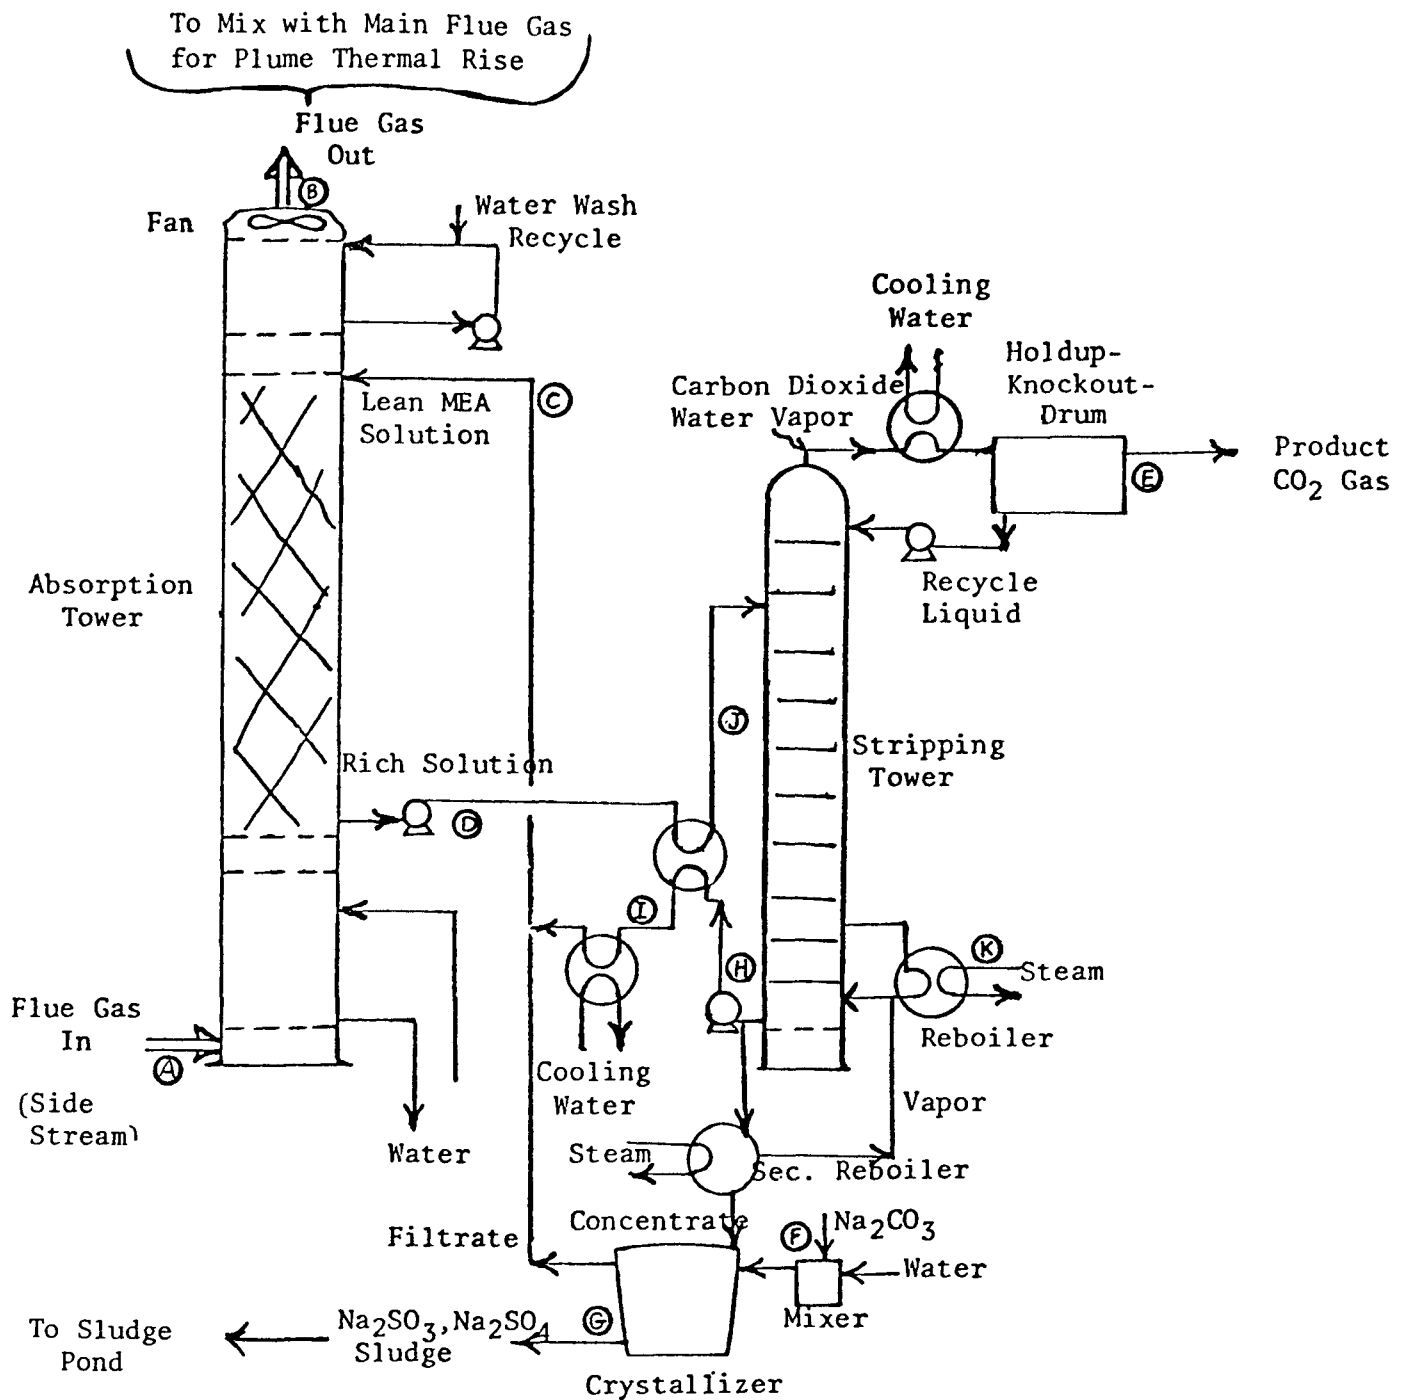 To Mix with Main Flue Gas
for Plume Thermal Rise
Flue Gas
Out
B
Fan
Water Wash
Recycle
Cooling
Water
Holdup-
Knockout-
Drum
Carbon Dioxide
Water Vapor
Lean MEA
Solution
C
Product
CO2 Gas
E
Recycle
Liquid
Absorption
Tower
J
Stripping
Tower
Rich Solution
D
I
H
K
Steam
Reboiler
Flue Gas
In
A
(Side
Stream)
Cooling
Water
Vapor
Water
Steam
Sec. Reboiler
Concentrate
F
Na2CO3
Filtrate
Water
Mixer
To Sludge
Pond
Na2SO3, Na2SO4
Sludge
G
Crystallizer